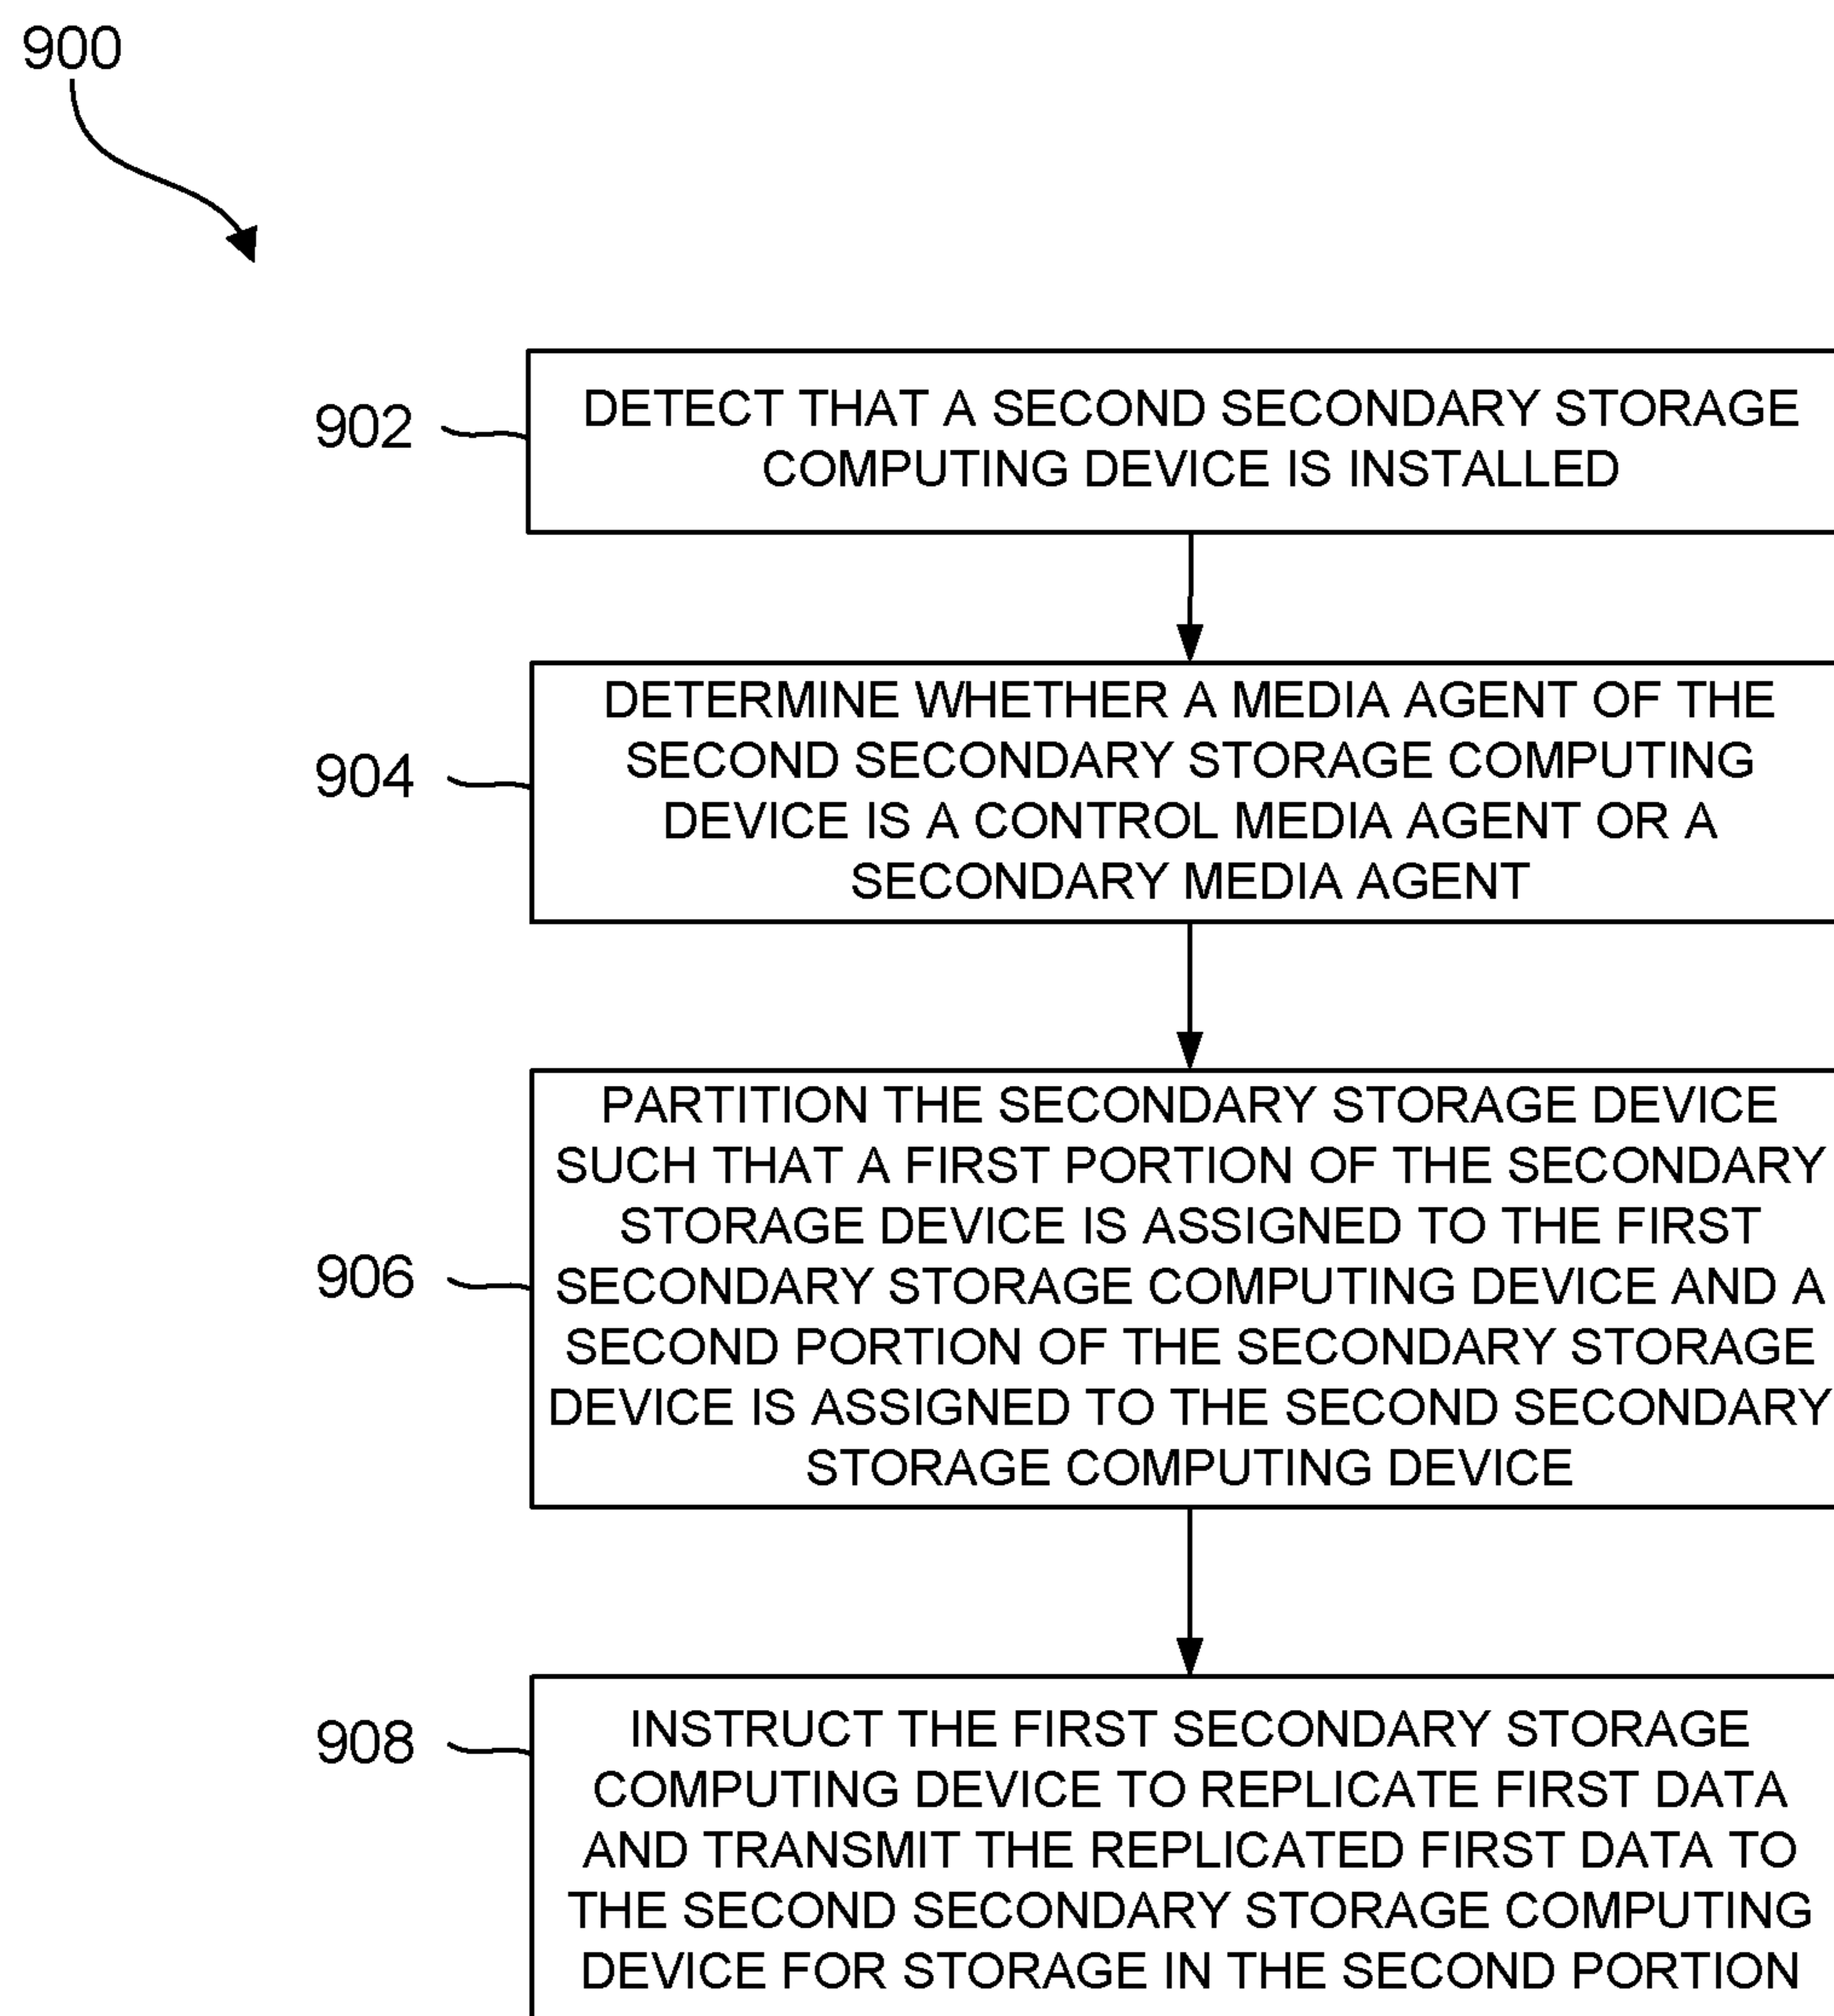 900
902
DETECT THAT A SECOND SECONDARY STORAGE
COMPUTING DEVICE IS INSTALLED
904
DETERMINE WHETHER A MEDIA AGENT OF THE
SECOND SECONDARY STORAGE COMPUTING
DEVICE IS A CONTROL MEDIA AGENT OR A
SECONDARY MEDIA AGENT
906
PARTITION THE SECONDARY STORAGE DEVICE
SUCH THAT A FIRST PORTION OF THE SECONDARY
STORAGE DEVICE IS ASSIGNED TO THE FIRST
SECONDARY STORAGE COMPUTING DEVICE AND A
SECOND PORTION OF THE SECONDARY STORAGE
DEVICE IS ASSIGNED TO THE SECOND SECONDARY
STORAGE COMPUTING DEVICE
908
INSTRUCT THE FIRST SECONDARY STORAGE
COMPUTING DEVICE TO REPLICATE FIRST DATA
AND TRANSMIT THE REPLICATED FIRST DATA TO
THE SECOND SECONDARY STORAGE COMPUTING
DEVICE FOR STORAGE IN THE SECOND PORTION